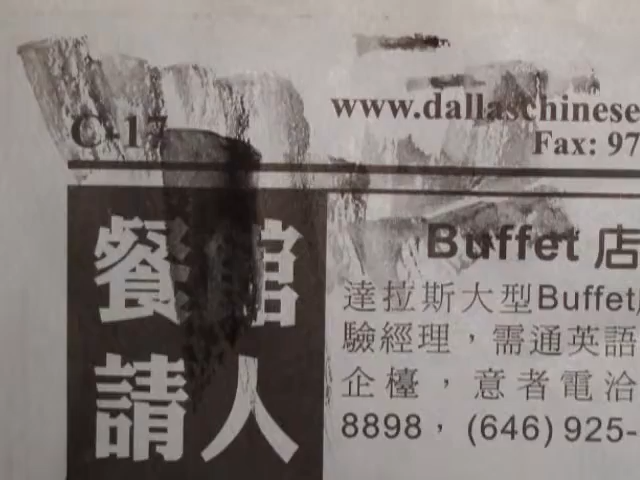 C-17
www.dallaschinese
Fax: 97
餐館
請人
Buffet 店
達拉斯大型Buffet
驗經理，需通英語
企檯，意者電洽
8898，(646) 925-